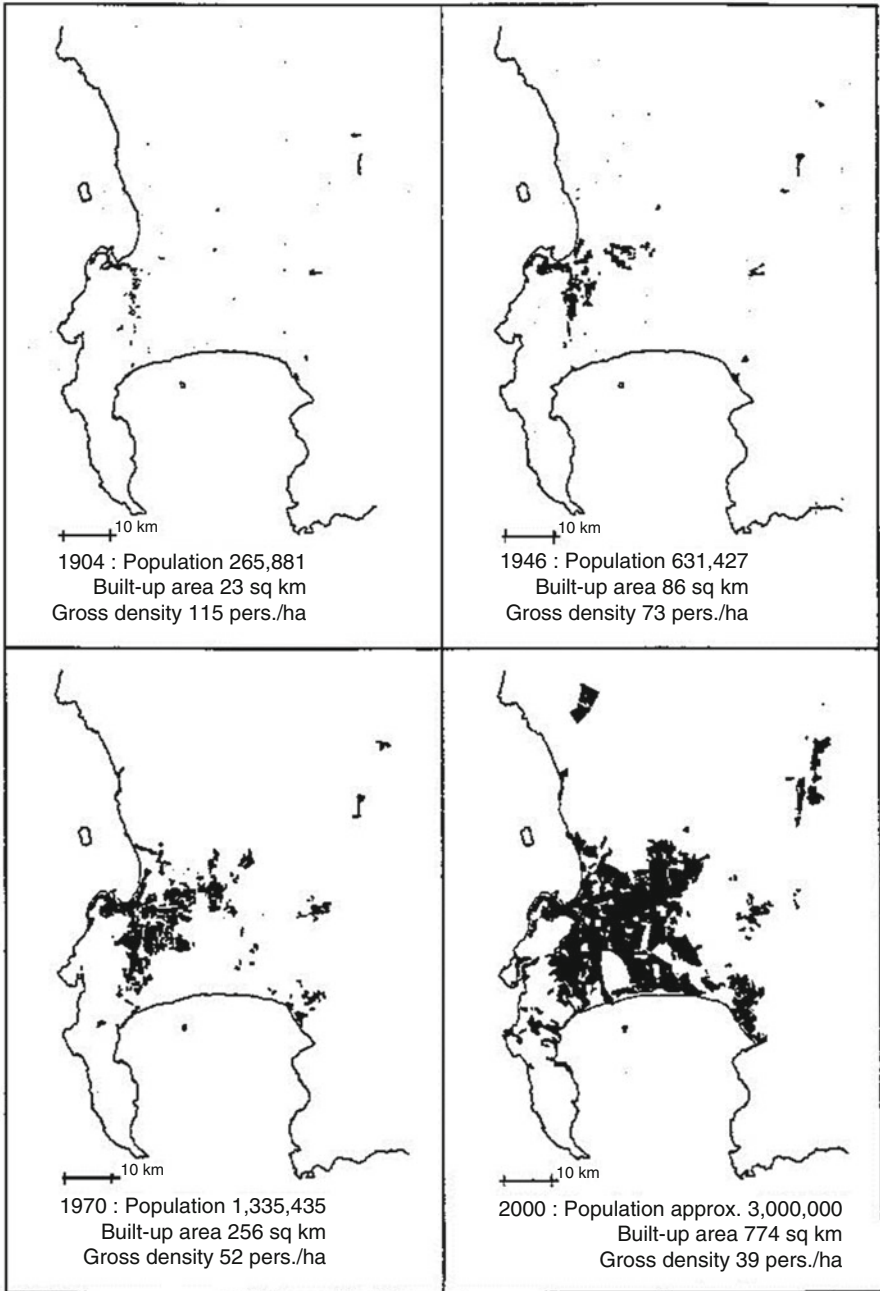 10 km
1904 : Population 265,881
Built-up area 23 sq km
Gross density 115 pers./ha
10 km
1946 : Population 631,427
Built-up area 86 sq km
Gross density 73 pers./ha
10 km
1970 : Population 1,335,435
Built-up area 256 sq km
Gross density 52 pers./ha
10 km
2000 : Population approx. 3,000,000
Built-up area 774 sq km
Gross density 39 pers./ha